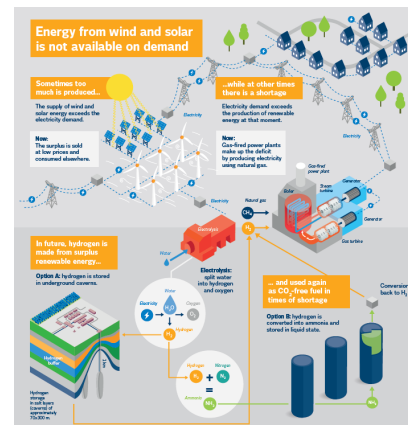 Energy from wind and solar
is not available on demand
Sometimes too
much is produced...
The supply of wind and
solar energy exceeds the
electricity demand.
Now:
The surplus is sold
at low prices and
consumed elsewhere.
Electricity
Electricity
...while at other times
there is a shortage
Electricity demand exceeds
the production of renewable
energy at that moment.
Now:
Gas-fired power plants
make up the deficit
by producing electricity
using natural gas.
Electricity
Gas-fired
power plant
Boiler
Steam
turbine
Generator
Generator
Gas turbine
Natural gas
CH₄
H₂
Electrolysis
Water
In future, hydrogen is
made from surplus
renewable energy...
Option A: hydrogen is stored
in underground caverns.
Electrolysis:
split water
into hydrogen
and oxygen
Water
Electricity
H₂O
Oxygen
O₂
H₂
Hydrogen
... and used again
as CO₂-free fuel in
times of shortage
Option B: hydrogen is
converted into ammonia and
stored in liquid state.
Conversion
back to H₂
Hydrogen
buffer
Hydrogen
storage
in salt layers
(caverns) of
approximately
70x300 m.
Hydrogen
Nitrogen
H₂ + N₂
=
Ammonia
NH₃
NH₃